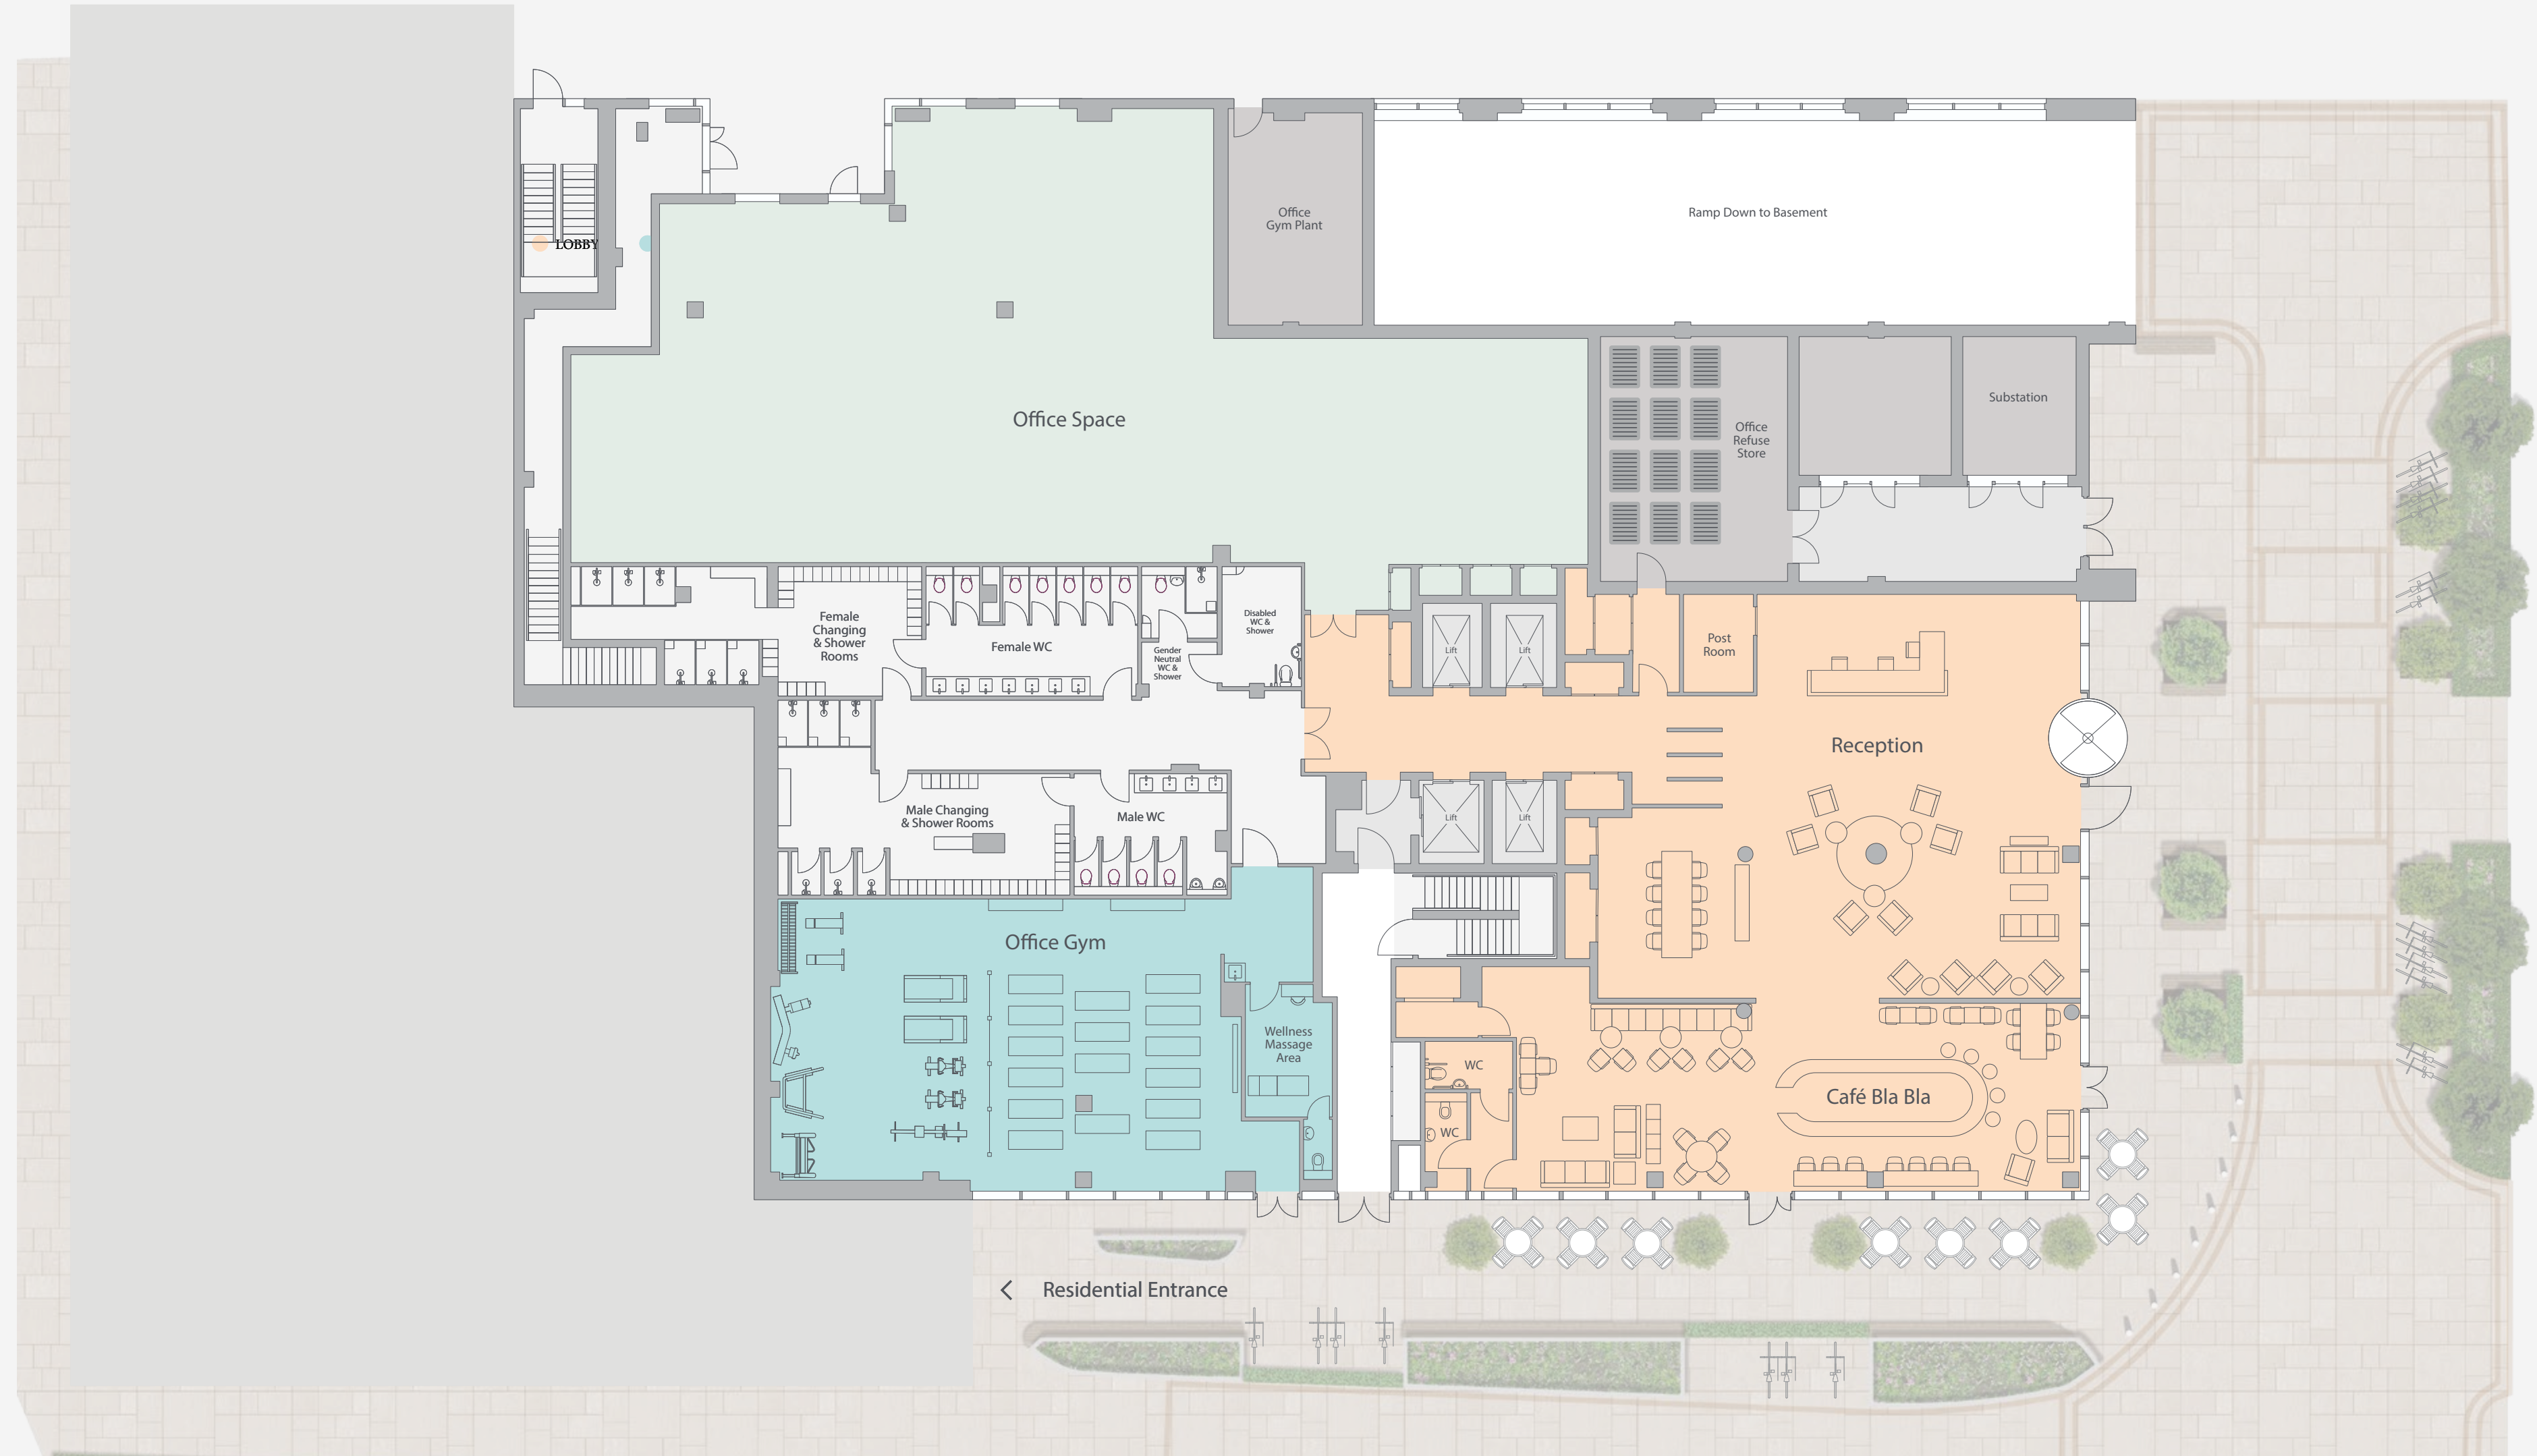 Office
Gym Plant
Ramp Down to Basement
LOBBY
Office Space
Substation
Office
Refuse
Store
Female
Changing
& Shower
Rooms
Female WC
Gender
Neutral
WC &
Shower
Disabled
WC &
Shower
Lift
Lift
Post
Room
Reception
Male Changing
& Shower Rooms
Male WC
Lift
Lift
Office Gym
Wellness
Massage
Area
WC
WC
Café Bla Bla
Residential Entrance